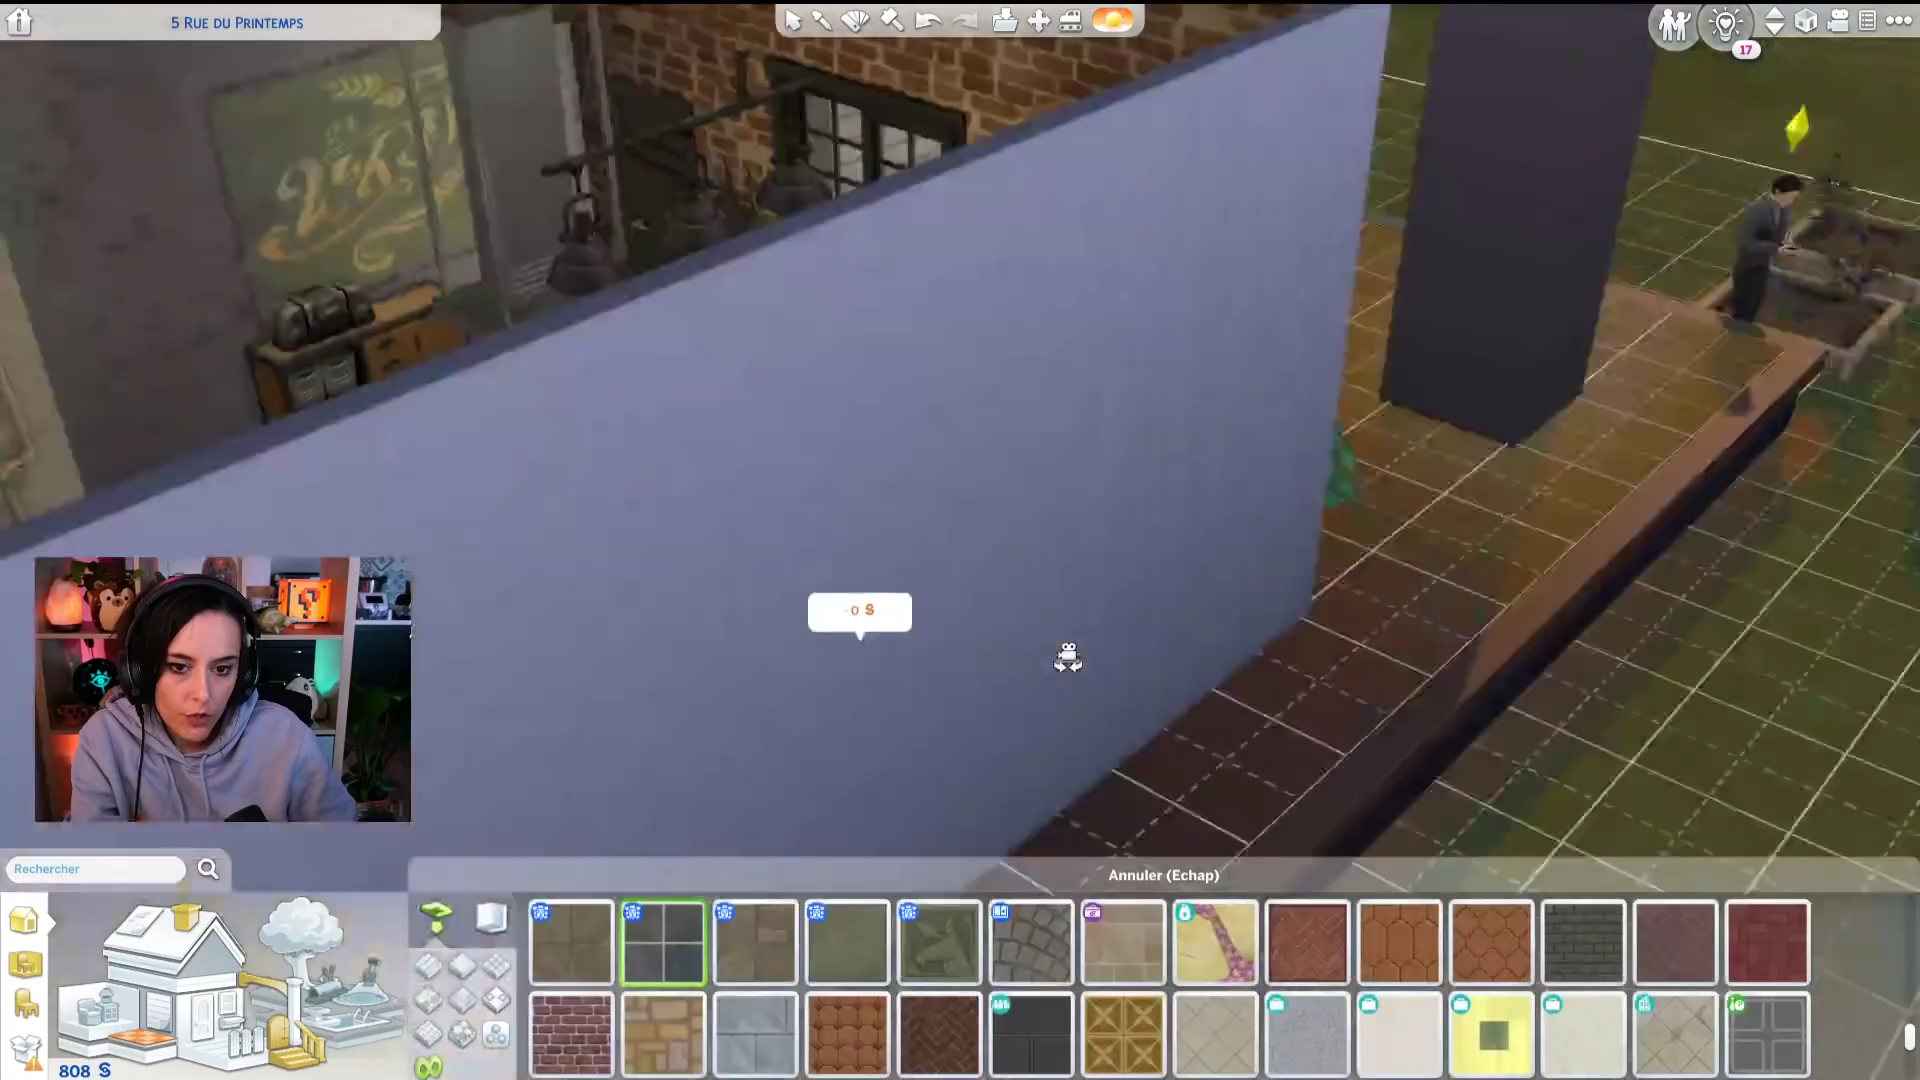 5 RUE DU PRINTEMPS
17
-0 §
Rechercher
Annuler (Echap)
808 §